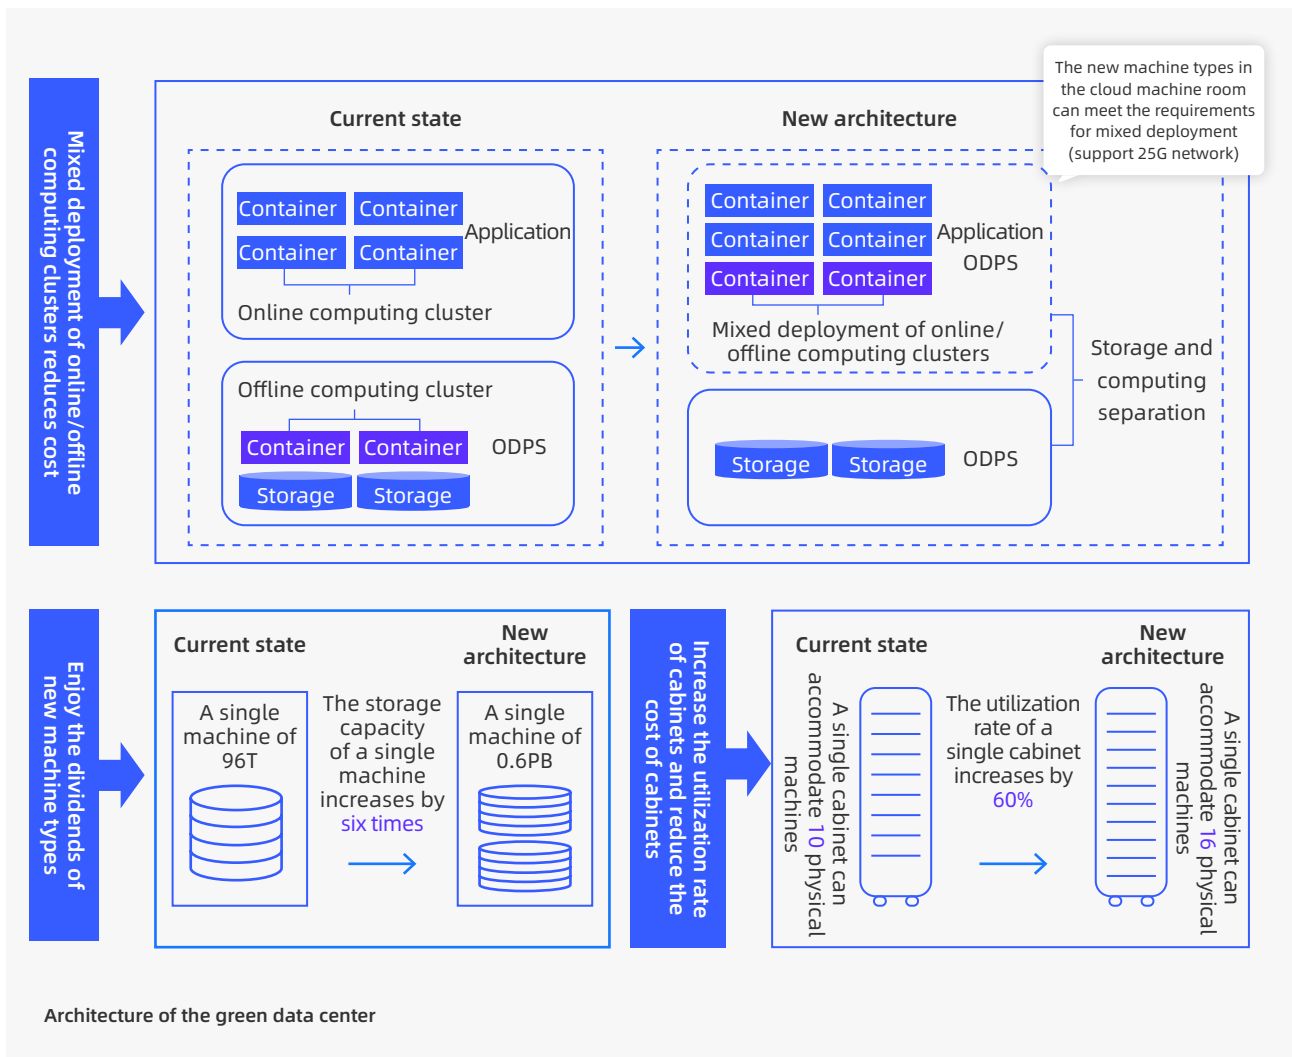 The new machine types in
the cloud machine room
can meet the requirements
for mixed deployment
(support 25G network)
Mixed deployment of online/offline
computing clusters reduces cost
Current state
Container Container
Container Container
Application
Online computing cluster
Offline computing cluster
Container Container
ODPS
Storage Storage
New architecture
Container Container
Container Container
Container Container
Application
ODPS
Mixed deployment of online/
offline computing clusters
Storage Storage
ODPS
Storage and
computing
separation
Enjoy the dividends of
new machine types
Current state
A single
machine of
96T
The storage
capacity
of a single
machine
increases by
six times
New
architecture
A single
machine of
0.6PB
Increase the utilization rate
of cabinets and reduce the
cost of cabinets
Current state
A single cabinet can
accommodate 10 physical
machines
The utilization
rate of a
single cabinet
increases by
60%
New
architecture
A single cabinet can
accommodate 16 physical
machines
Architecture of the green data center